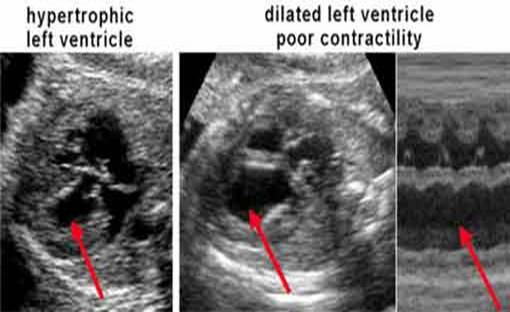 hypertrophic
left ventricle
dilated left ventricle
poor contractility